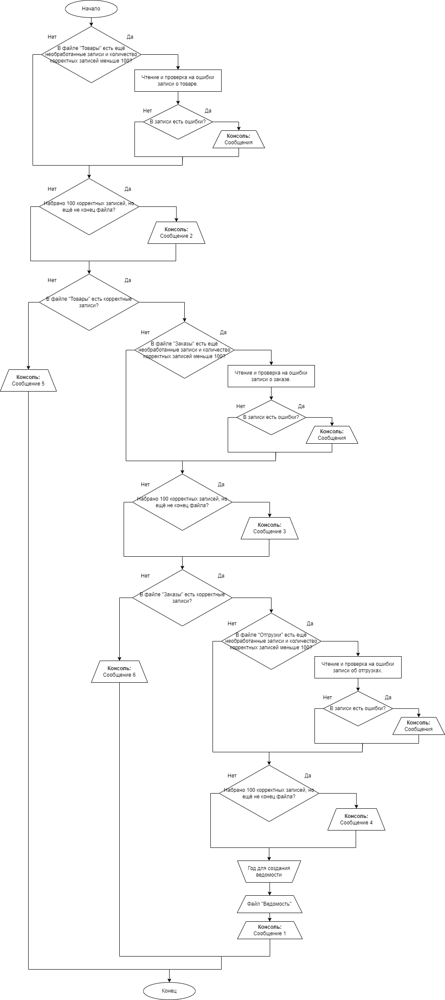 Начало
Нет
Да
В файле "Товары" есть ещё
необработанные записи и количество
корректных записей меньше 100?
Чтение и проверка на ошибки
записи о товаре.
Нет
Да
В записи есть ошибки?
Консоль:
Сообщения
Нет
Да
Набрано 100 корректных записей, но
ещё не конец файла?
Консоль:
Сообщение 2
Нет
Да
В файле "Товары" есть корректные
записи?
Нет
Да
В файле "Заказы" есть ещё
необработанные записи и количество
корректных записей меньше 100?
Чтение и проверка на ошибки
записи о заказе.
Консоль:
Сообщение 5
Нет
Да
В записи есть ошибки?
Консоль:
Сообщения
Нет
Да
Набрано 100 корректных записей, но
ещё не конец файла?
Консоль:
Сообщение 3
Нет
Да
В файле "Заказы" есть корректные
записи?
Нет
Да
В файле "Отгрузки" есть ещё
необработанные записи и количество
корректных записей меньше 100?
Чтение и проверка на ошибки
записи об отгрузках.
Консоль:
Сообщение 6
Нет
Да
В записи есть ошибки?
Консоль:
Сообщения
Нет
Да
Набрано 100 корректных записей, но
ещё не конец файла?
Консоль:
Сообщение 4
Год для создания
ведомости
Файл "Ведомость"
Консоль:
Сообщение 1
Конец